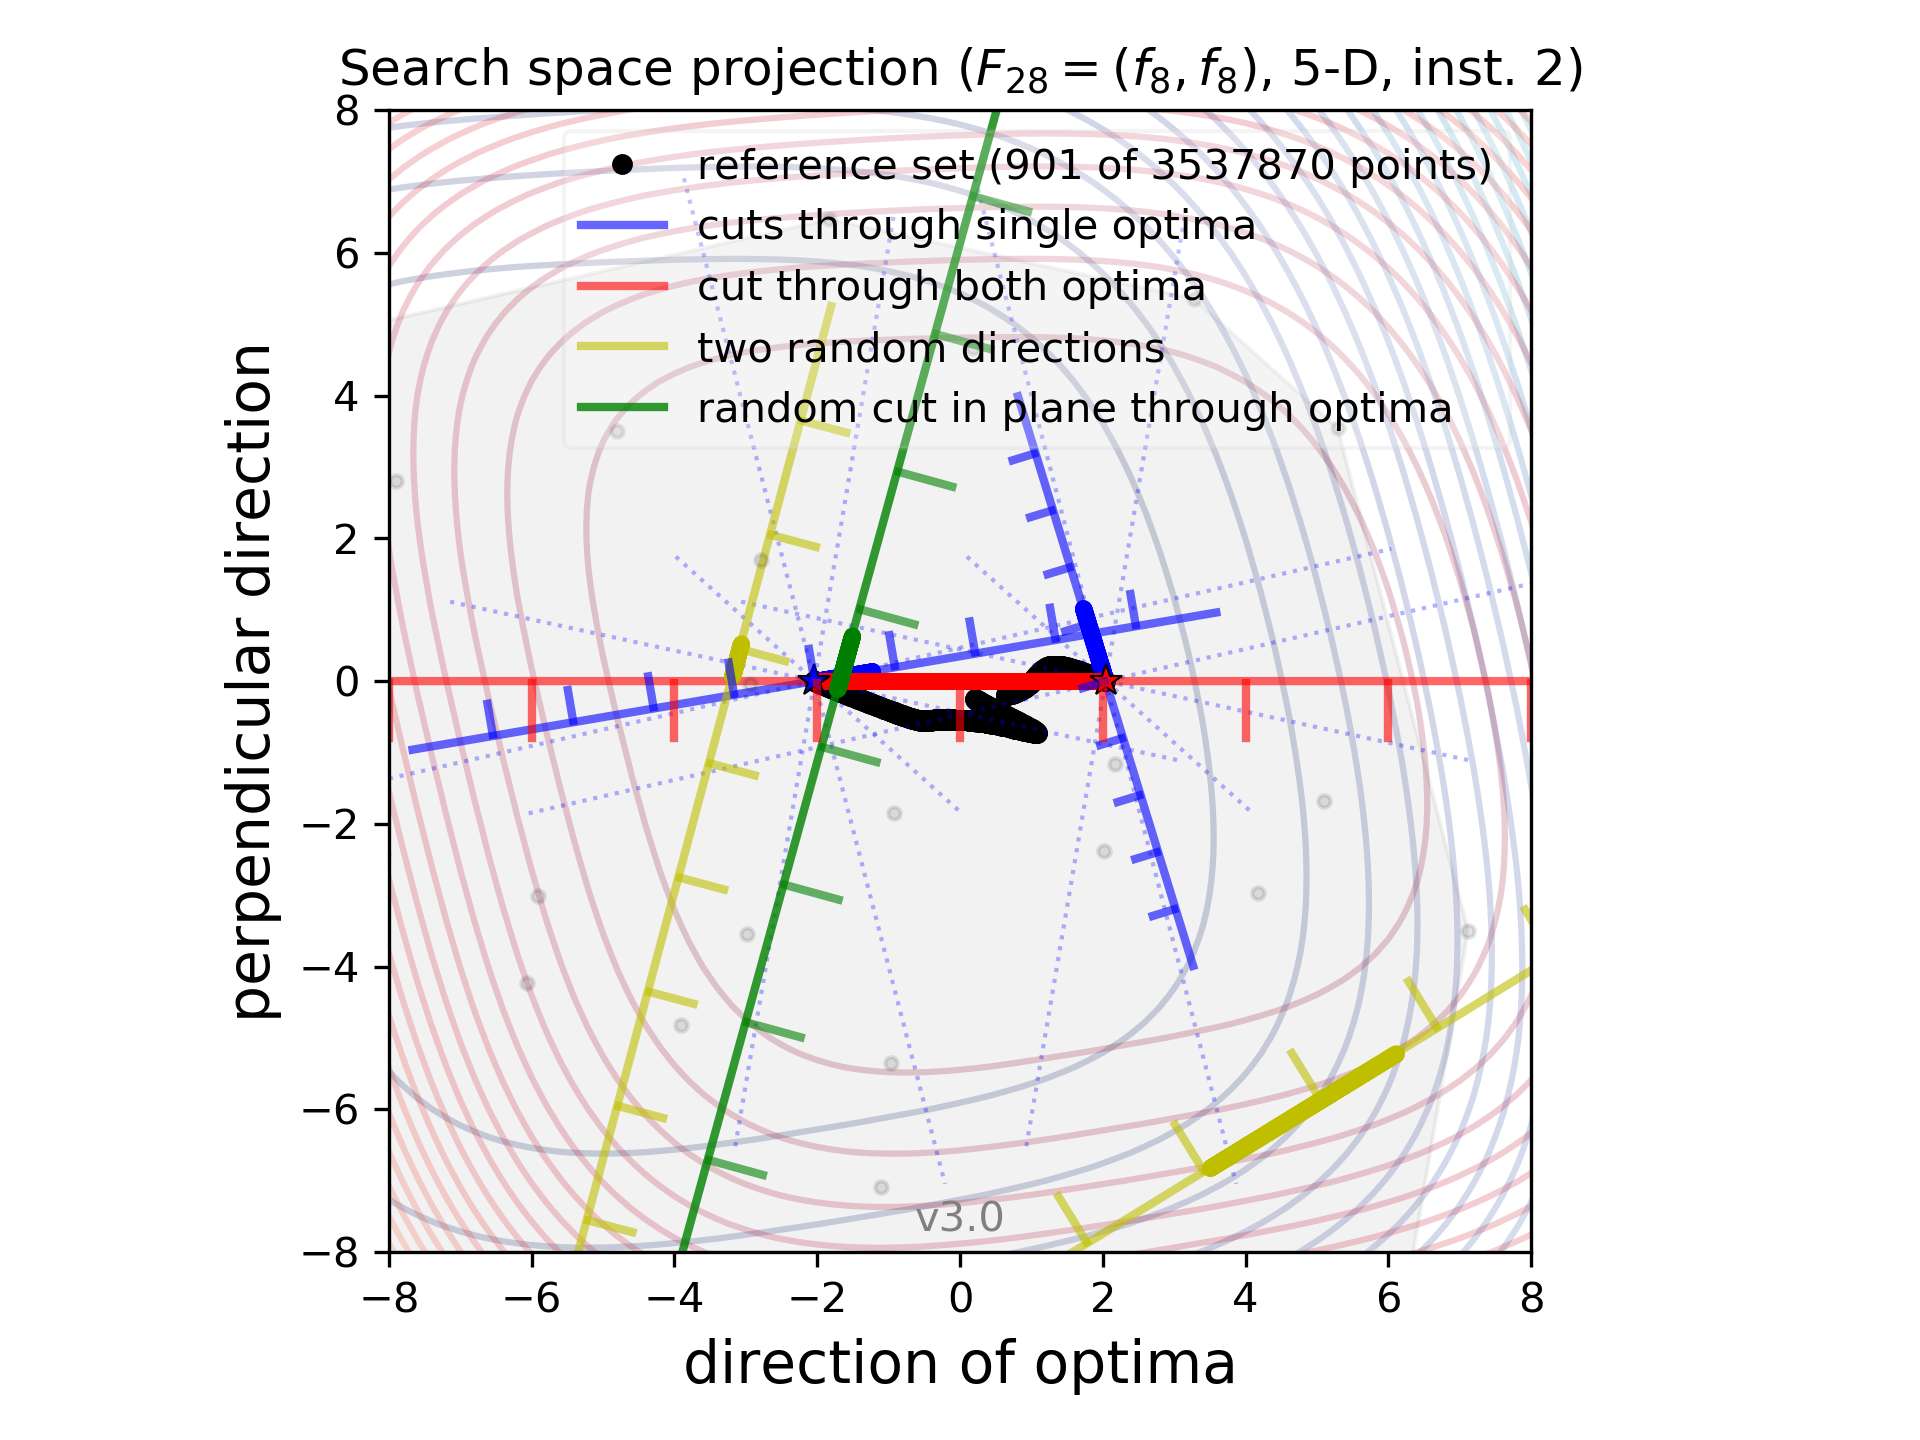 Search space projection (F28 = (f8, f8), 5-D, inst. 2)
reference set (901 of 3537870 points)
cuts through single optima
cut through both optima
two random directions
random cut in plane through optima
perpendicular direction
8
6
4
2
0
−2
−4
−6
−8
v3.0
−8 −6 −4 −2 0 2 4 6 8
direction of optima